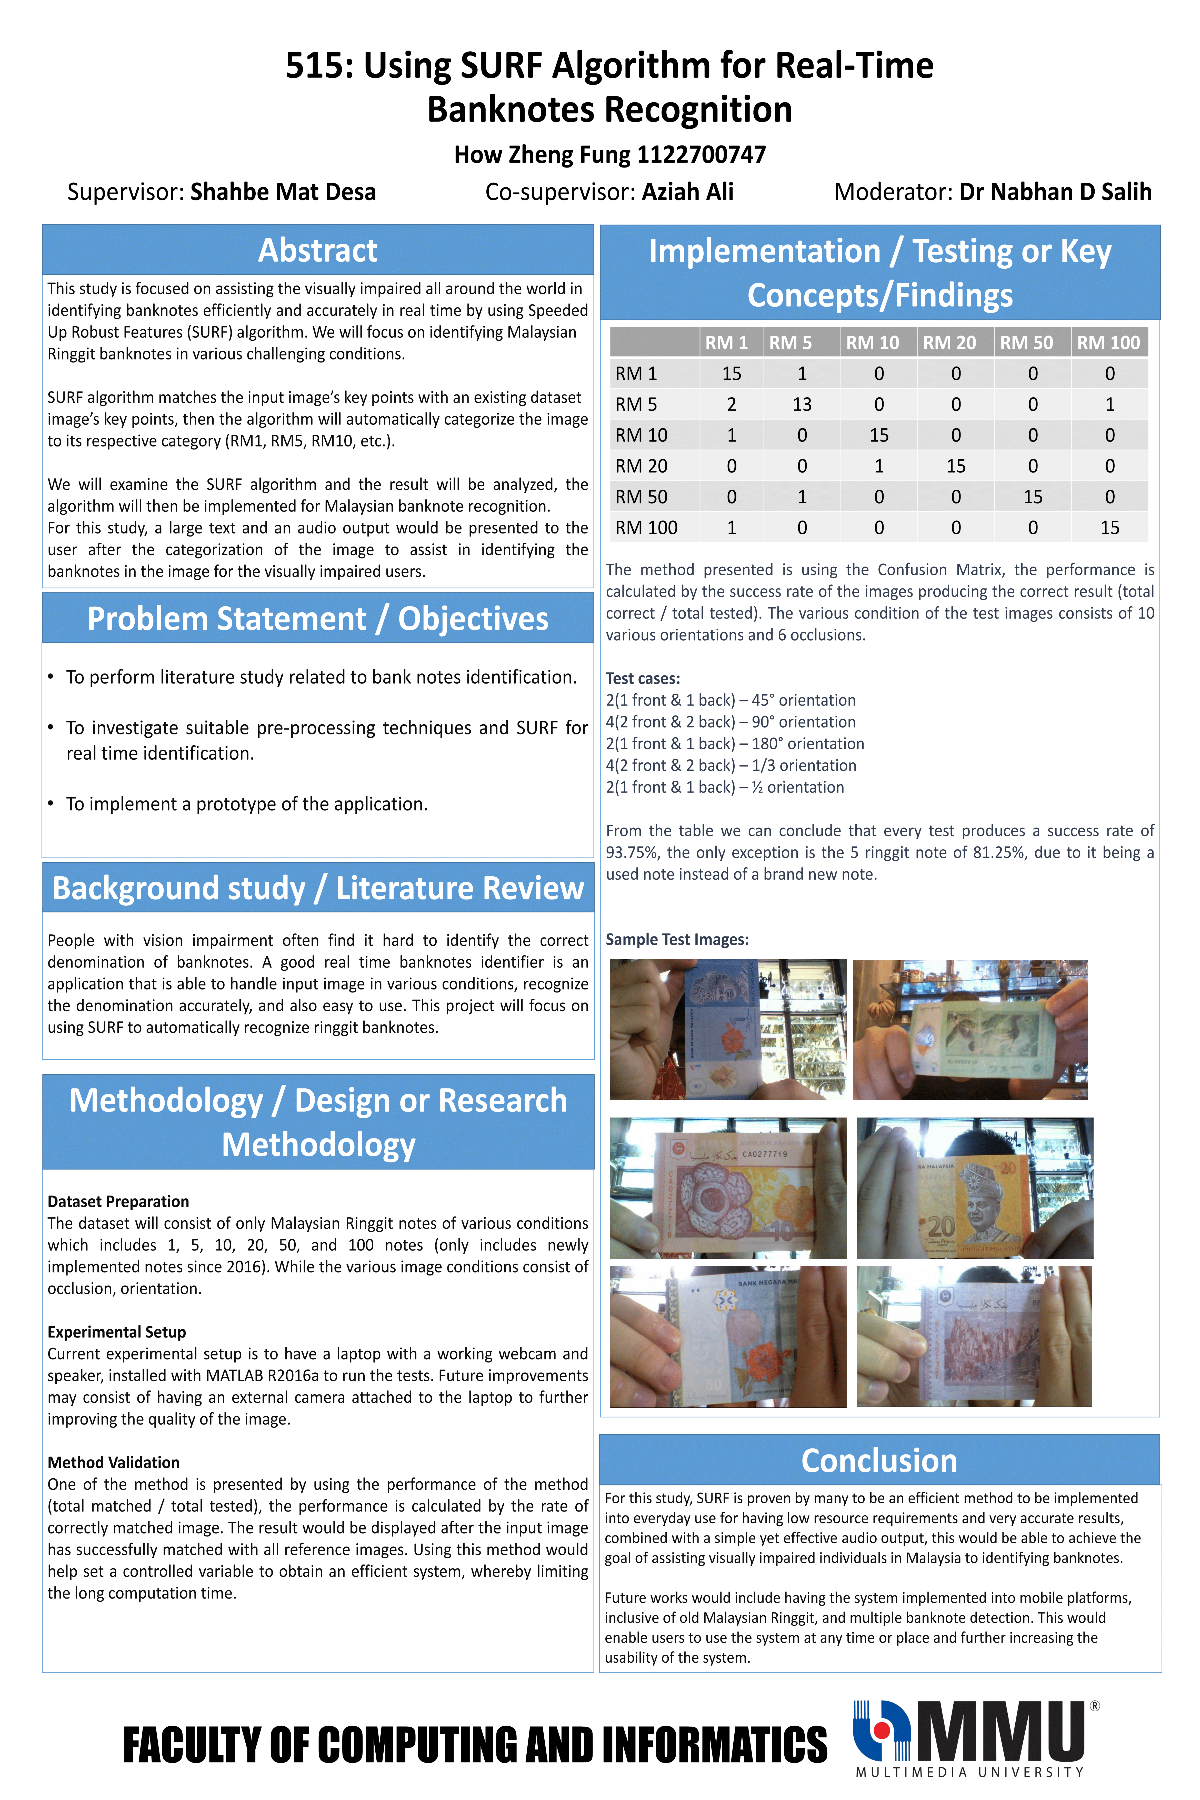 515: Using SURF Algorithm for Real-Time
Banknotes Recognition
How Zheng Fung 1122700747
Supervisor: Shahbe Mat Desa Co-supervisor: Aziah Ali Moderator: Dr Nabhan D Salih
Abstract
This study is focused on assisting the visually impaired all around the world in
identifying banknotes efficiently and accurately in real time by using Speeded
Up Robust Features (SURF) algorithm. We will focus on identifying Malaysian
Ringgit banknotes in various challenging conditions.
SURF algorithm matches the input image's key points with an existing dataset
image's key points, then the algorithm will automatically categorize the image
to its respective category (RM1, RM5, RM10, etc.).
We will examine the SURF algorithm and the result will be analyzed, the
algorithm will then be implemented for Malaysian banknote recognition.
For this study, a large text and an audio output would be presented to the
user after the categorization of the image to assist in identifying the
banknotes in the image for the visually impaired users.
Problem Statement / Objectives
• To perform literature study related to bank notes identification.
• To investigate suitable pre-processing techniques and SURF for
real time identification.
• To implement a prototype of the application.
Background study / Literature Review
People with vision impairment often find it hard to identify the correct
denomination of banknotes. A good real time banknotes identifier is an
application that is able to handle input image in various conditions, recognize
the denomination accurately, and also easy to use. This project will focus on
using SURF to automatically recognize ringgit banknotes.
Methodology / Design or Research
Methodology
Dataset Preparation
The dataset will consist of only Malaysian Ringgit notes of various conditions
which includes 1, 5, 10, 20, 50, and 100 notes (only includes newly
implemented notes since 2016). While the various image conditions consist of
occlusion, orientation.
Experimental Setup
Current experimental setup is to have a laptop with a working webcam and
speaker, installed with MATLAB R2016a to run the tests. Future improvements
may consist of having an external camera attached to the laptop to further
improving the quality of the image.
Method Validation
One of the method is presented by using the performance of the method
(total matched / total tested), the performance is calculated by the rate of
correctly matched image. The result would be displayed after the input image
has successfully matched with all reference images. Using this method would
help set a controlled variable to obtain an efficient system, whereby limiting
the long computation time.
Implementation / Testing or Key
Concepts/Findings
RM 1 RM 5 RM 10 RM 20 RM 50 RM 100
RM 1 15 1 0 0 0 0
RM 5 2 13 0 0 0 1
RM 10 1 0 15 0 0 0
RM 20 0 0 1 15 0 0
RM 50 0 1 0 0 15 0
RM 100 1 0 0 0 0 15
The method presented is using the Confusion Matrix, the performance is
calculated by the success rate of the images producing the correct result (total
correct / total tested). The various condition of the test images consists of 10
various orientations and 6 occlusions.
Test cases:
2(1 front & 1 back) – 45° orientation
4(2 front & 2 back) – 90° orientation
2(1 front & 1 back) – 180° orientation
4(2 front & 2 back) – 1/3 orientation
2(1 front & 1 back) – ½ orientation
From the table we can conclude that every test produces a success rate of
93.75%, the only exception is the 5 ringgit note of 81.25%, due to it being a
used note instead of a brand new note.
Sample Test Images:
CA0277719
10
MALAYSIA
20
20
BANK NEGARA
50
Conclusion
For this study, SURF is proven by many to be an efficient method to be implemented
into everyday use for having low resource requirements and very accurate results,
combined with a simple yet effective audio output, this would be able to achieve the
goal of assisting visually impaired individuals in Malaysia to identifying banknotes.
Future works would include having the system implemented into mobile platforms,
inclusive of old Malaysian Ringgit, and multiple banknote detection. This would
enable users to use the system at any time or place and further increasing the
usability of the system.
FACULTY OF COMPUTING AND INFORMATICS
MMU®
MULTIMEDIA UNIVERSITY